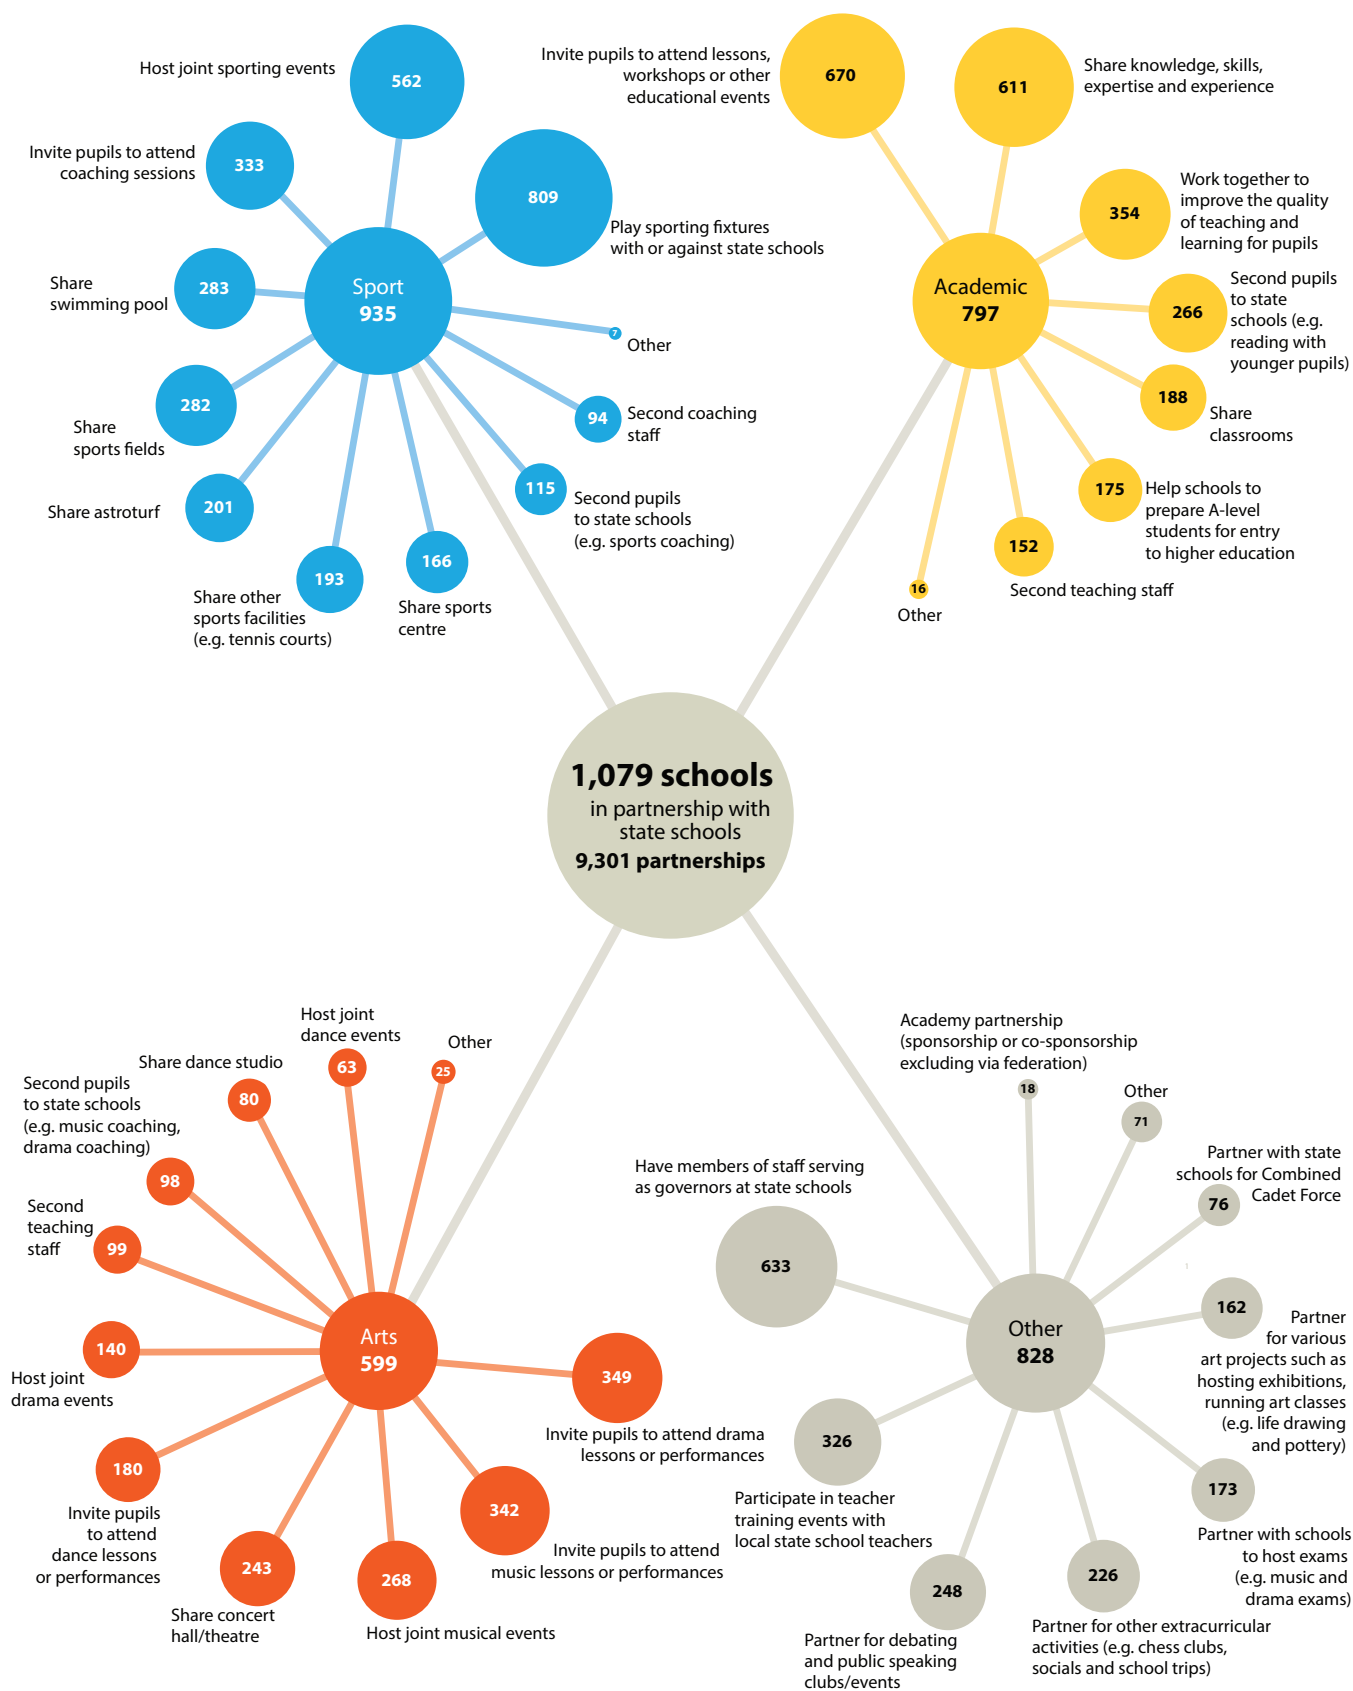 Host joint sporting events
562
Invite pupils to attend
coaching sessions
333
809
Play sporting fixtures
with or against state schools
Share
swimming pool
283
Sport
935
7
Other
282
Share
sports fields
94
Second coaching
staff
Share astroturf
201
115
Second pupils
to state schools
(e.g. sports coaching)
193
Share other
sports facilities
(e.g. tennis courts)
166
Share sports
centre
Invite pupils to attend lessons,
workshops or other
educational events
670
611
Share knowledge, skills,
expertise and experience
354
Work together to
improve the quality
of teaching and
learning for pupils
Academic
797
266
Second pupils
to state
schools (e.g.
reading with
younger pupils)
188
Share
classrooms
175
Help schools to
prepare A-level
students for entry
to higher education
152
Second teaching staff
16
Other
1,079 schools
in partnership with
state schools
9,301 partnerships
Host joint
dance events
63
Other
25
Share dance studio
80
Second pupils
to state schools
(e.g. music coaching,
drama coaching)
98
Second
teaching
staff
99
140
Host joint
drama events
Arts
599
349
Invite pupils to attend drama
lessons or performances
180
Invite pupils
to attend
dance lessons
or performances
342
Invite pupils to attend
music lessons or performances
243
Share concert
hall/theatre
268
Host joint musical events
Academy partnership
(sponsorship or co-sponsorship
excluding via federation)
18
Other
71
Partner with state
schools for Combined
Cadet Force
76
Have members of staff serving
as governors at state schools
633
162
Partner
for various
art projects such as
hosting exhibitions,
running art classes
(e.g. life drawing
and pottery)
Other
828
326
Participate in teacher
training events with
local state school teachers
173
Partner with schools
to host exams
(e.g. music and
drama exams)
248
Partner for debating
and public speaking
clubs/events
226
Partner for other extracurricular
activities (e.g. chess clubs,
socials and school trips)